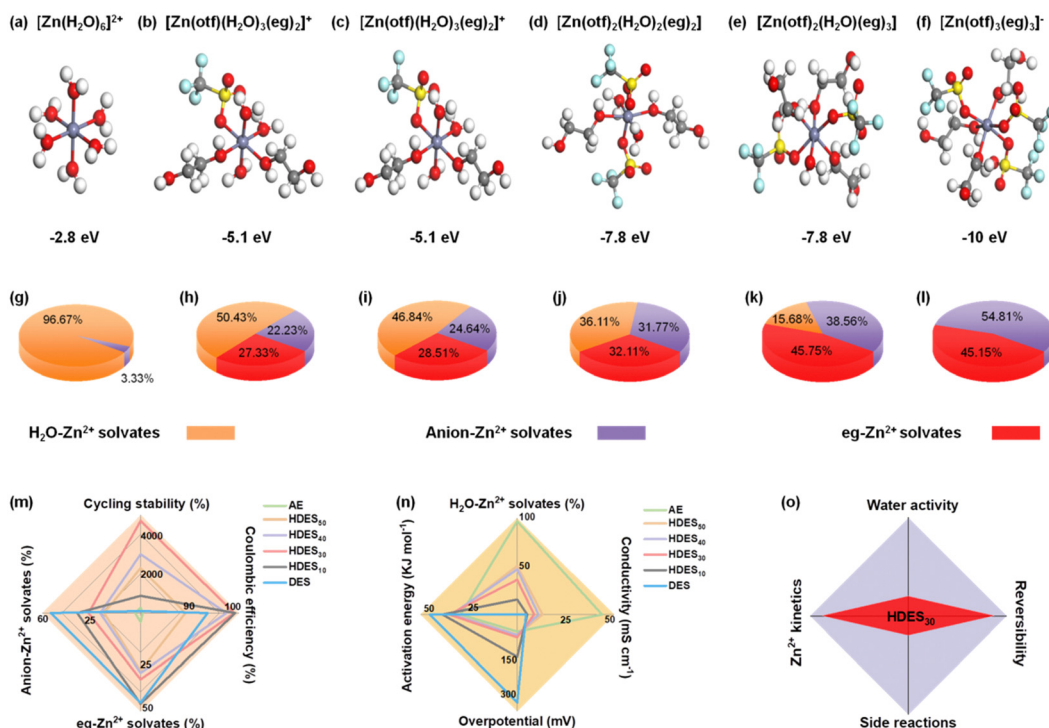 (a) [Zn(H₂O)₆]²⁺ (b) [Zn(otf)(H₂O)₃(eg)₂]⁺ (c) [Zn(otf)(H₂O)₃(eg)₂]⁺ (d) [Zn(otf)₂(H₂O)₂(eg)₂] (e) [Zn(otf)₂(H₂O)(eg)₃] (f) [Zn(otf)₃(eg)₃]⁻
-2.8 eV -5.1 eV -5.1 eV -7.8 eV -7.8 eV -10 eV
(g) (h) (i) (j) (k) (l)
96.67% 3.33%
50.43% 22.23% 27.33%
46.84% 24.64% 28.51%
36.11% 31.77% 32.11%
15.68% 38.56% 45.75%
54.81% 45.15%
H₂O-Zn²⁺ solvates Anion-Zn²⁺ solvates eg-Zn²⁺ solvates
(m) Cycling stability (%)
AE
HDES₅₀
HDES₄₀
HDES₃₀
HDES₁₀
DES
4000
2000
90 100
60 25
25
50
Anion-Zn²⁺ solvates (%)
Coulombic efficiency (%)
eg-Zn²⁺ solvates (%)
(n) H₂O-Zn²⁺ solvates (%)
AE
HDES₅₀
HDES₄₀
HDES₃₀
HDES₁₀
DES
100
50
50 25
25 50
150
300
Activation energy (KJ mol⁻¹)
Conductivity (mS cm⁻¹)
Overpotential (mV)
(o) Water activity
Zn²⁺ kinetics
HDES₃₀
Reversibility
Side reactions